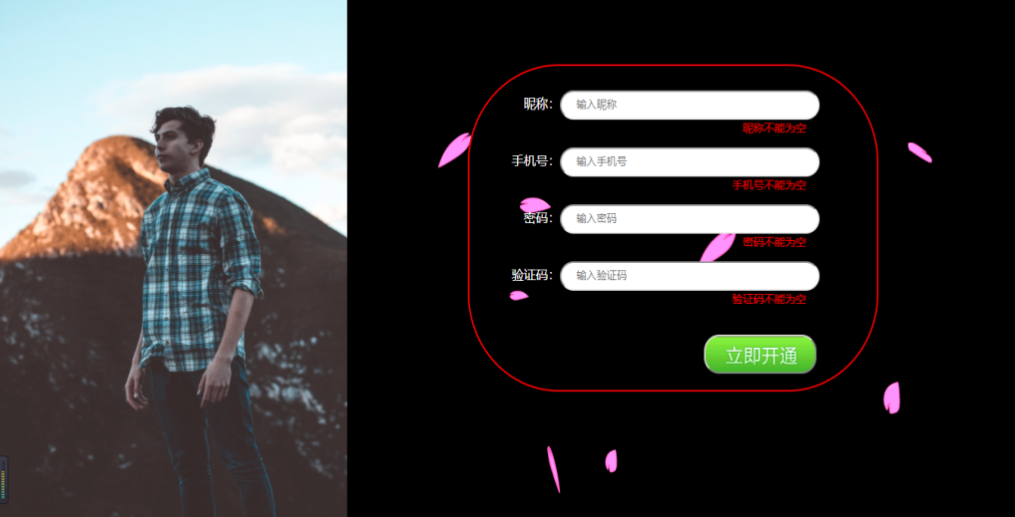 昵称：
输入昵称
昵称不能为空
手机号：
输入手机号
手机号不能为空
密码：
输入密码
密码不能为空
验证码：
输入验证码
验证码不能为空
立即开通